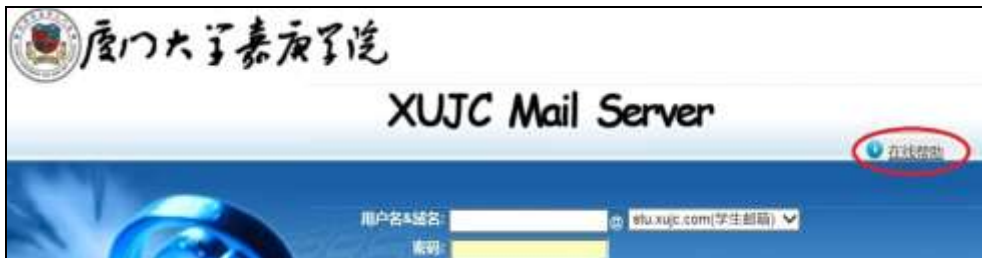 厦门大学嘉庚学院
XUJC Mail Server
在线帮助
用户名&域名: @ stu.xujc.com(学生邮箱)
密码: